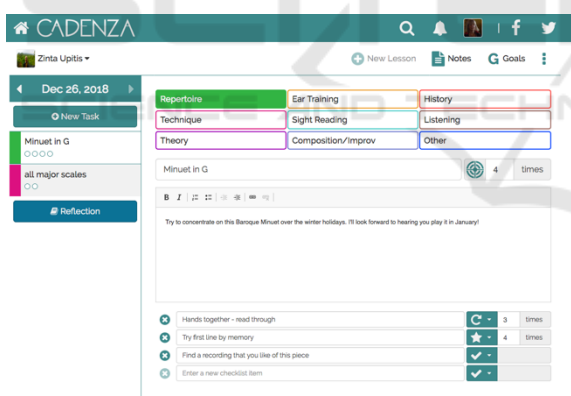 CADENZA
Zinta Upitis
New Lesson Notes Goals
Dec 26, 2018
New Task
Minuet in G
all major scales
Reflection
Repertoire Ear Training History
Technique Sight Reading Listening
Theory Composition/Improv Other
Minuet in G 4 times
B I
Try to concentrate on this Baroque Minuet over the winter holidays. I'll look forward to hearing you play it in January!
Hands together - read through 3 times
Try first line by memory 4 times
Find a recording that you like of this piece
Enter a new checklist item
SCIENCE AND TECHN